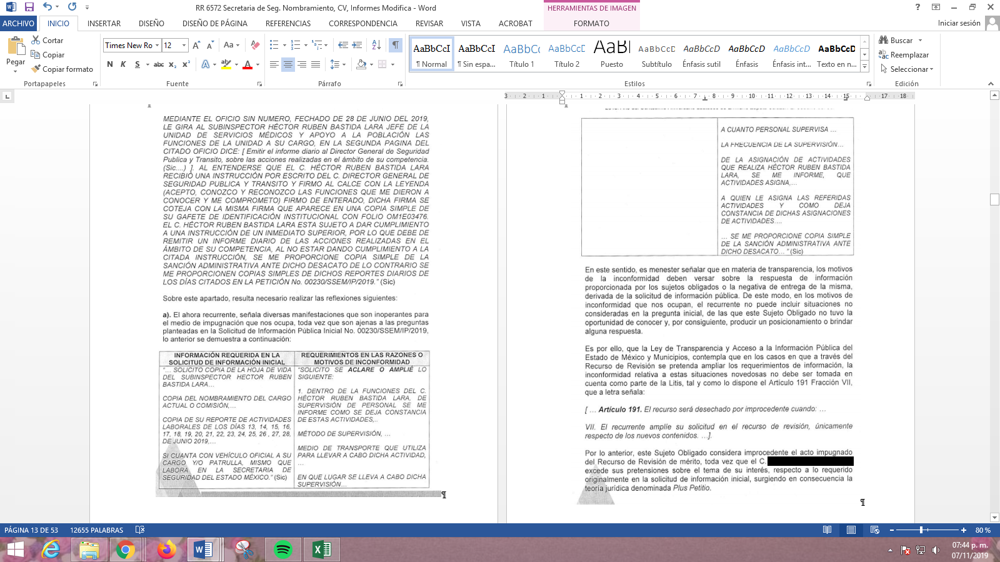 RR 6572 Secretaria de Seg. Nombramiento, CV, Informes Modifica - Word
HERRAMIENTAS DE IMAGEN
ARCHIVO INICIO INSERTAR DISEÑO DISEÑO DE PÁGINA REFERENCIAS CORRESPONDENCIA REVISAR VISTA ACROBAT FORMATO Iniciar sesión
Pegar
Cortar
Copiar
Copiar formato
Portapapeles
Times New Ro 12
N K S abc x₂ x²
Fuente
Párrafo
AaBbCcI AaBbCcI AaBbCc AaBbCcD AaBl AaBbCcD AaBbCcD AaBbCcD AaBbCcD AaBbCcD
¶ Normal ¶ Sin espa... Título 1 Título 2 Puesto Subtítulo Énfasis sutil Énfasis Énfasis int... Texto en n...
Estilos
Buscar
Reemplazar
Seleccionar
Edición
3 2 1 1 2 3 4 5 6 7 8 9 10 11 12 13 14 15 17 18
MEDIANTE EL OFICIO SIN NUMERO, FECHADO DE 28 DE JUNIO DEL 2019,
LE GIRA AL SUBINSPECTOR HÉCTOR RUBEN BASTIDA LARA JEFE DE LA
UNIDAD DE SERVICIOS MÉDICOS Y APOYO A LA POBLACIÓN LAS
FUNCIONES DE LA UNIDAD A SU CARGO, EN LA SEGUNDA PAGINA DEL
CITADO OFICIO DICE: [ Emitir el informe diario al Director General de Seguridad
Publica y Transito, sobre las acciones realizadas en el ámbito de su competencia.
(Sic....) ]. AL ENTENDERSE QUE EL C. HÉCTOR RUBEN BASTIDA LARA
RECIBIÓ UNA INSTRUCCIÓN POR ESCRITO DEL C. DIRECTOR GENERAL DE
SEGURIDAD PUBLICA Y TRANSITO Y FIRMO AL CALCE CON LA LEYENDA
(ACEPTO, CONOZCO Y RECONOZCO LAS FUNCIONES QUE ME DIERON A
CONOCER Y ME COMPROMETO) FIRMO DE ENTERADO, DICHA FIRMA SE
COTEJA CON LA MISMA FIRMA QUE APARECE EN UNA COPIA SIMPLE DE
SU GAFETE DE IDENTIFICACIÓN INSTITUCIONAL CON FOLIO OM1E03476.
EL C. HÉCTOR RUBEN BASTIDA LARA ESTA SUJETO A DAR CUMPLIMIENTO
A UNA INSTRUCCIÓN DE UN INMEDIATO SUPERIOR, POR LO QUE DEBE DE
REMITIR UN INFORME DIARIO DE LAS ACCIONES REALIZADAS EN EL
ÁMBITO DE SU COMPETENCIA, AL NO ESTAR DANDO CUMPLIMIENTO A LA
CITADA INSTRUCCIÓN, SE ME PROPORCIONE COPIA SIMPLE DE LA
SANCIÓN ADMINISTRATIVA ANTE DICHO DESACATO DE LO CONTRARIO SE
ME PROPORCIONEN COPIAS SIMPLES DE DICHOS REPORTES DIARIOS DE
LOS DÍAS CITADOS EN LA PETICIÓN No. 00230/SSEM/IP/2019." (Sic)
Sobre este apartado, resulta necesario realizar las reflexiones siguientes:
a). El ahora recurrente, señala diversas manifestaciones que son inoperantes para
el medio de impugnación que nos ocupa, toda vez que son ajenas a las preguntas
planteadas en la Solicitud de Información Pública Inicial No. 00230/SSEM/IP/2019,
lo anterior se demuestra a continuación:
INFORMACIÓN REQUERIDA EN LA
SOLICITUD DE INFORMACIÓN INICIAL
"... SOLICITO COPIA DE LA HOJA DE VIDA
DEL SUBINSPECTOR HECTOR RUBEN
BASTIDA LARA...
COPIA DEL NOMBRAMIENTO DEL CARGO
ACTUAL O COMISIÓN,...
COPIA DE SU REPORTE DE ACTIVIDADES
LABORALES DE LOS DÍAS 13, 14, 15, 16,
17, 18, 19, 20, 21, 22, 23, 24, 25, 26 , 27, 28,
DE JUNIO 2019,...
SI CUANTA CON VEHÍCULO OFICIAL A SU
CARGO Y/O PATRULLA, MISMO QUE
LABORA EN LA SECRETARIA DE
SEGURIDAD DEL ESTADO MÉXICO." (Sic)
REQUERIMIENTOS EN LAS RAZONES O
MOTIVOS DE INCONFORMIDAD
"SOLICITO SE ACLARE O AMPLIÉ LO
SIGUIENTE:
1. DENTRO DE LA FUNCIONES DEL C.
HÉCTOR RUBEN BASTIDA LARA, DE
SUPERVISIÓN DE PERSONAL SE ME
INFORME COMO SE DEJA CONSTANCIA
DE ESTAS ACTIVIDADES,..
MÉTODO DE SUPERVISIÓN, ...
MEDIO DE TRANSPORTE QUE UTILIZA
PARA LLEVAR A CABO DICHA ACTIVIDAD,
...
EN QUE LUGAR SE LLEVA A CABO DICHA
SUPERVISIÓN...
¶
A CUANTO PERSONAL SUPERVISA ...
LA FRECUENCIA DE LA SUPERVISIÓN...
DE LA ASIGNACIÓN DE ACTIVIDADES
QUE REALIZA HÉCTOR RUBEN BASTIDA
LARA, SE ME INFORME, QUE
ACTIVIDADES ASIGNA,...
A QUIEN LE ASIGNA LAS REFERIDAS
ACTIVIDADES Y COMO DEJA
CONSTANCIA DE DICHAS ASIGNACIONES
DE ACTIVIDADES....
... SE ME PROPORCIONE COPIA SIMPLE
DE LA SANCIÓN ADMINISTRATIVA ANTE
DICHO DESACATO... " (Sic)
En este sentido, es menester señalar que en materia de transparencia, los motivos
de la inconformidad deben versar sobre la respuesta de información
proporcionada por los sujetos obligados o la negativa de entrega de la misma,
derivada de la solicitud de información pública. De este modo, en los motivos de
inconformidad que nos ocupan, el recurrente no puede incluir situaciones no
consideradas en la pregunta inicial, de las que este Sujeto Obligado no tuvo la
oportunidad de conocer y, por consiguiente, producir un posicionamiento o brindar
alguna respuesta.
Es por ello, que la Ley de Transparencia y Acceso a la Información Pública del
Estado de México y Municipios, contempla que en los casos en que a través del
Recurso de Revisión se pretenda ampliar los requerimientos de información, la
inconformidad relativa a estas situaciones novedosas no debe ser tomada en
cuenta como parte de la Litis, tal y como lo dispone el Artículo 191 Fracción VII,
que a letra señala:
[ ... Artículo 191. El recurso será desechado por improcedente cuando: ...
VII. El recurrente amplíe su solicitud en el recurso de revisión, únicamente
respecto de los nuevos contenidos. ...].
Por lo anterior, este Sujeto Obligado considera improcedente el acto impugnado
del Recurso de Revisión de mérito, toda vez que el C.
excede sus pretensiones sobre el tema de su interés, respecto a lo requerido
originalmente en la solicitud de información inicial, surgiendo en consecuencia la
teoría jurídica denominada Plus Petitio.
¶
PÁGINA 13 DE 53 12655 PALABRAS 80 %
07:44 p. m.
07/11/2019